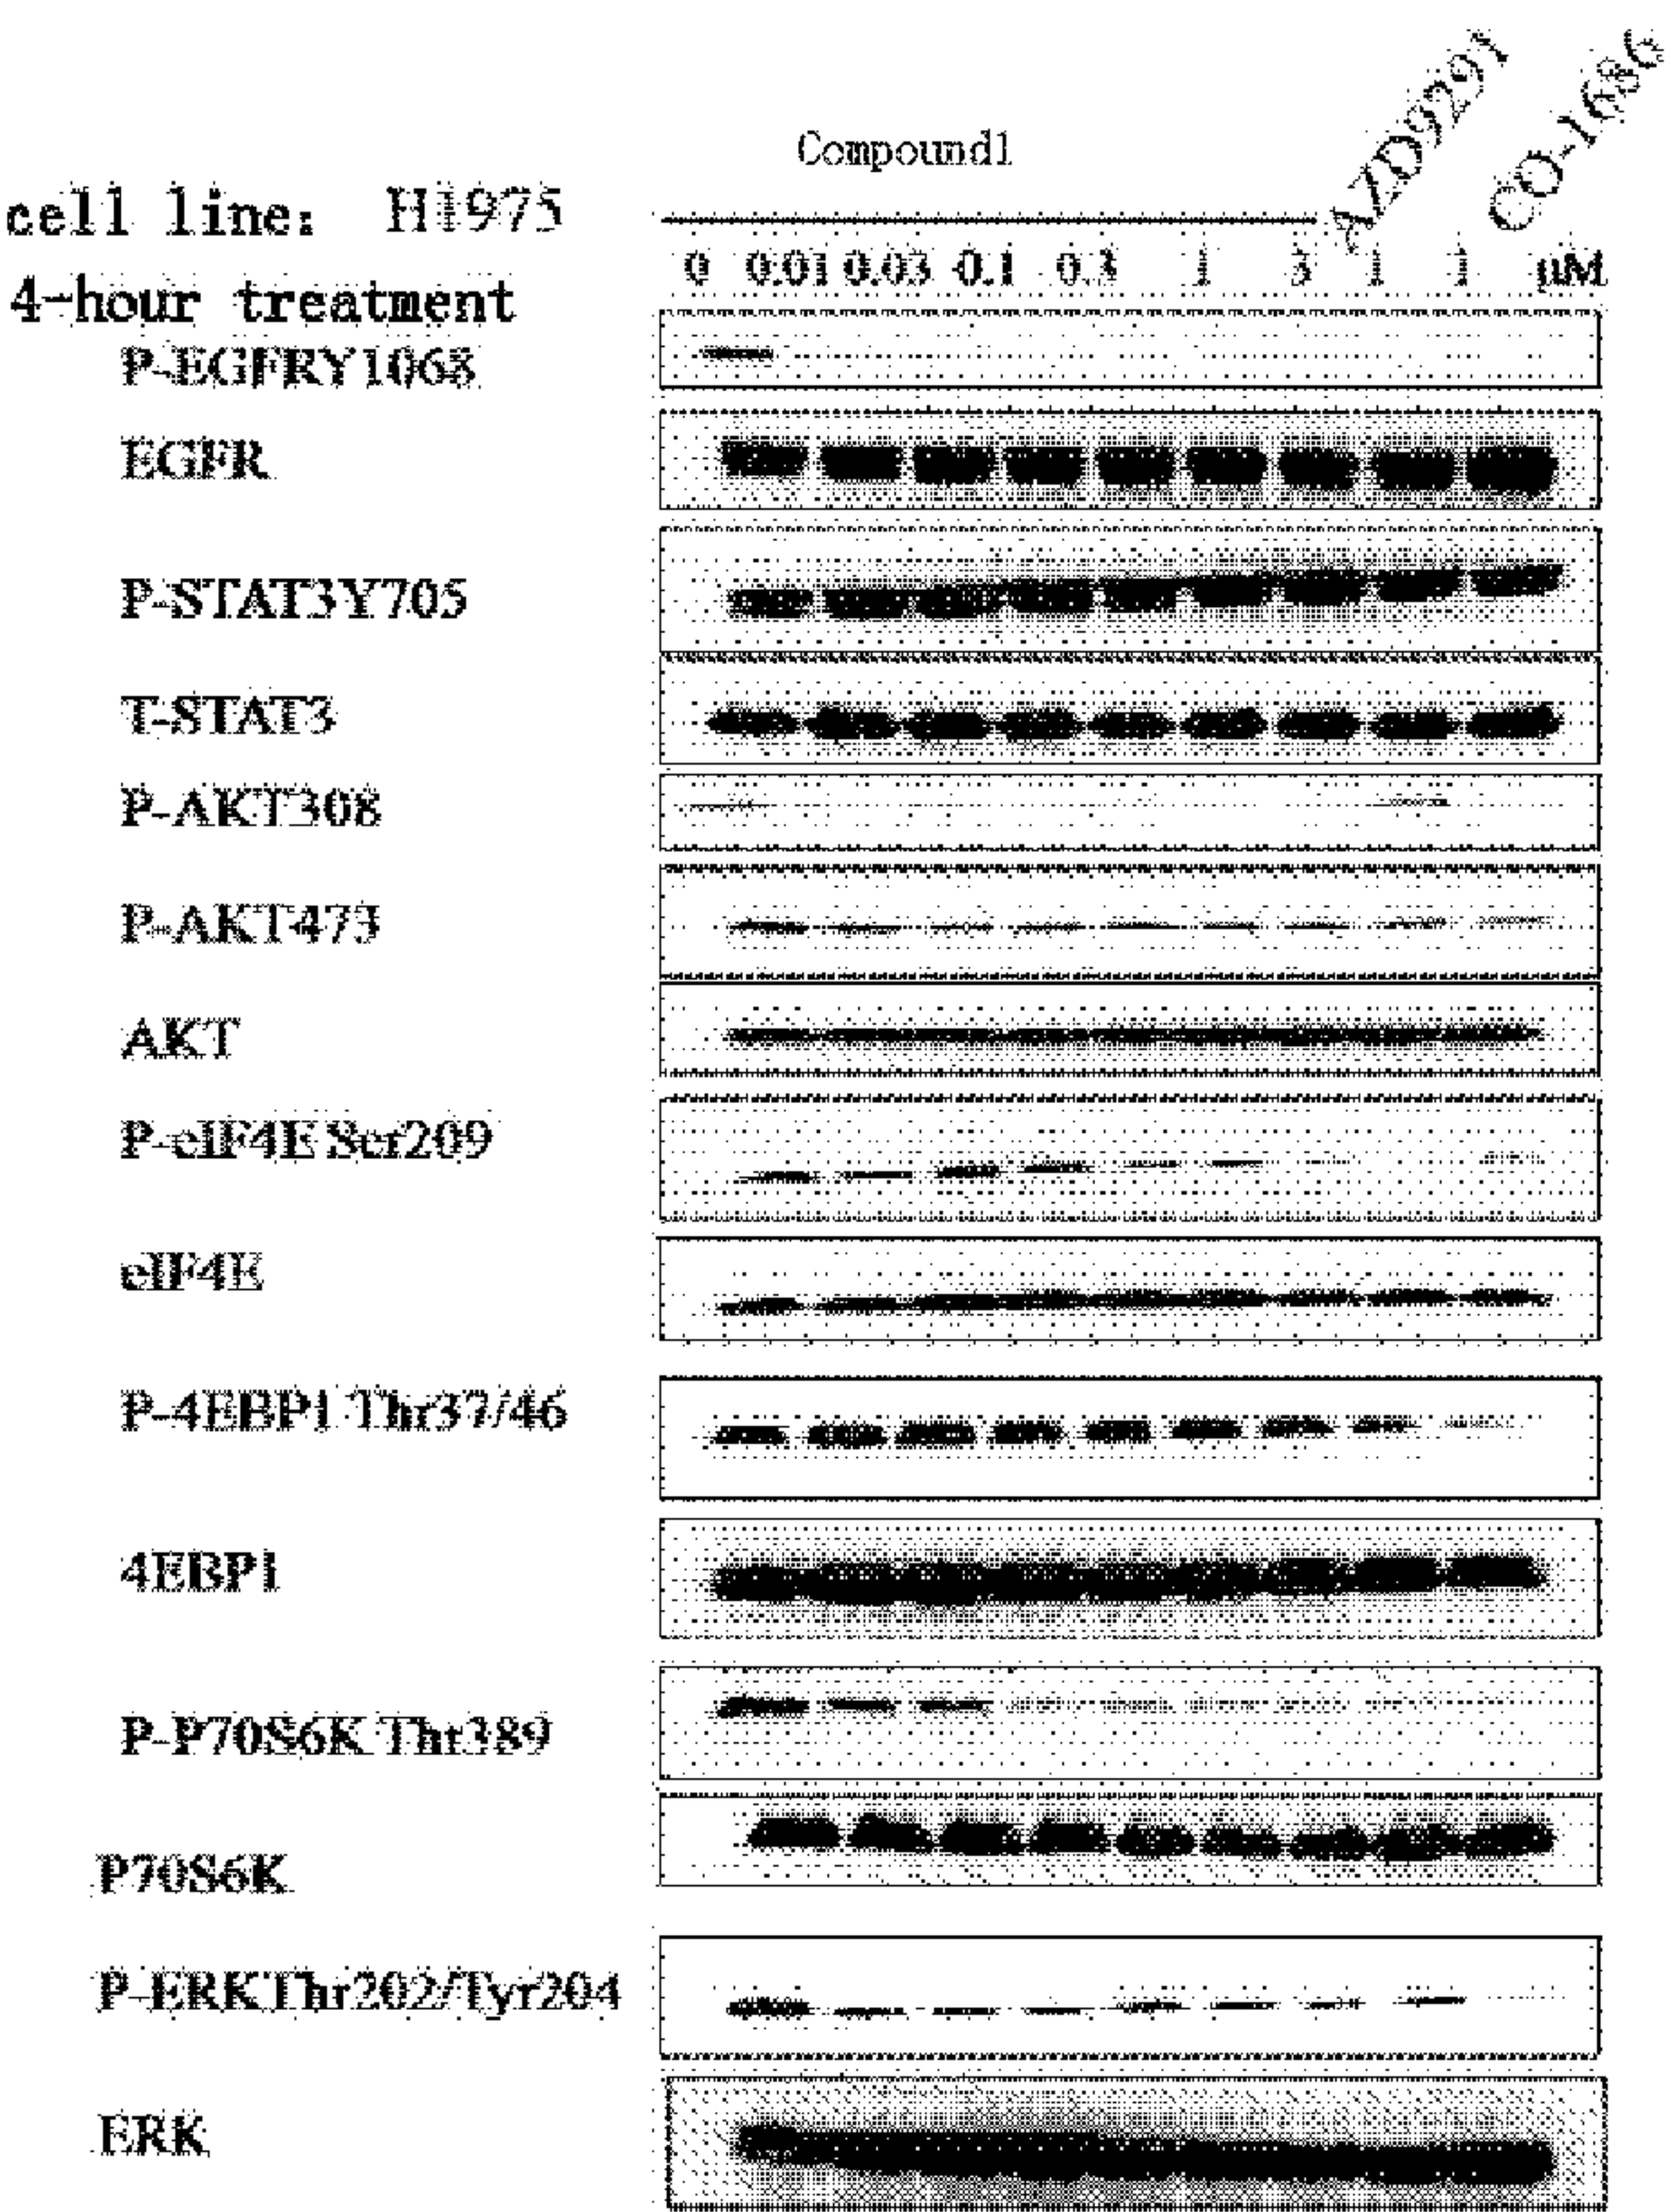 AZD9291
CO-1686
Compound1
cell line: H1975
0 0.01 0.03 0.1 0.3 1 3 1 1 μM
4-hour treatment
P-EGFRY1068
EGFR
P-STAT3Y705
T-STAT3
P-AKT308
P-AKT473
AKT
P-eIF4E Ser209
eIF4E
P-4EBP1 Thr37/46
4EBP1
P-P70S6K Thr389
P70S6K
P-ERKThr202/Tyr204
ERK